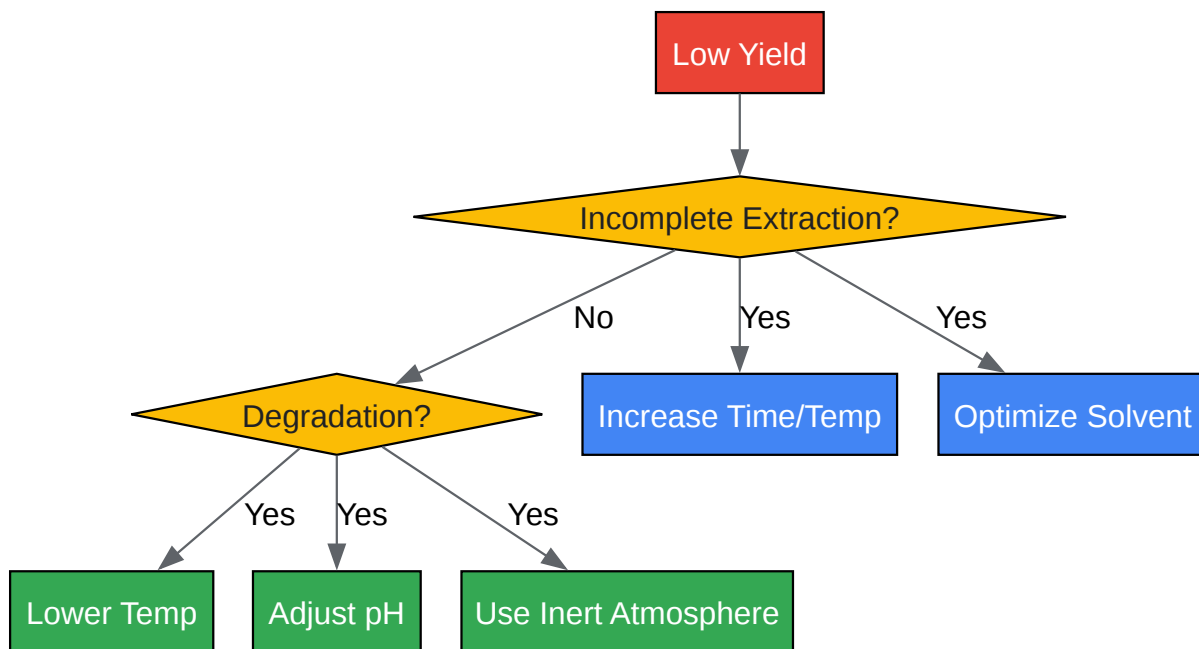 Low Yield
Incomplete Extraction?
No
Yes
Yes
Degradation?
Increase Time/Temp
Optimize Solvent
Yes
Yes
Yes
Lower Temp
Adjust pH
Use Inert Atmosphere